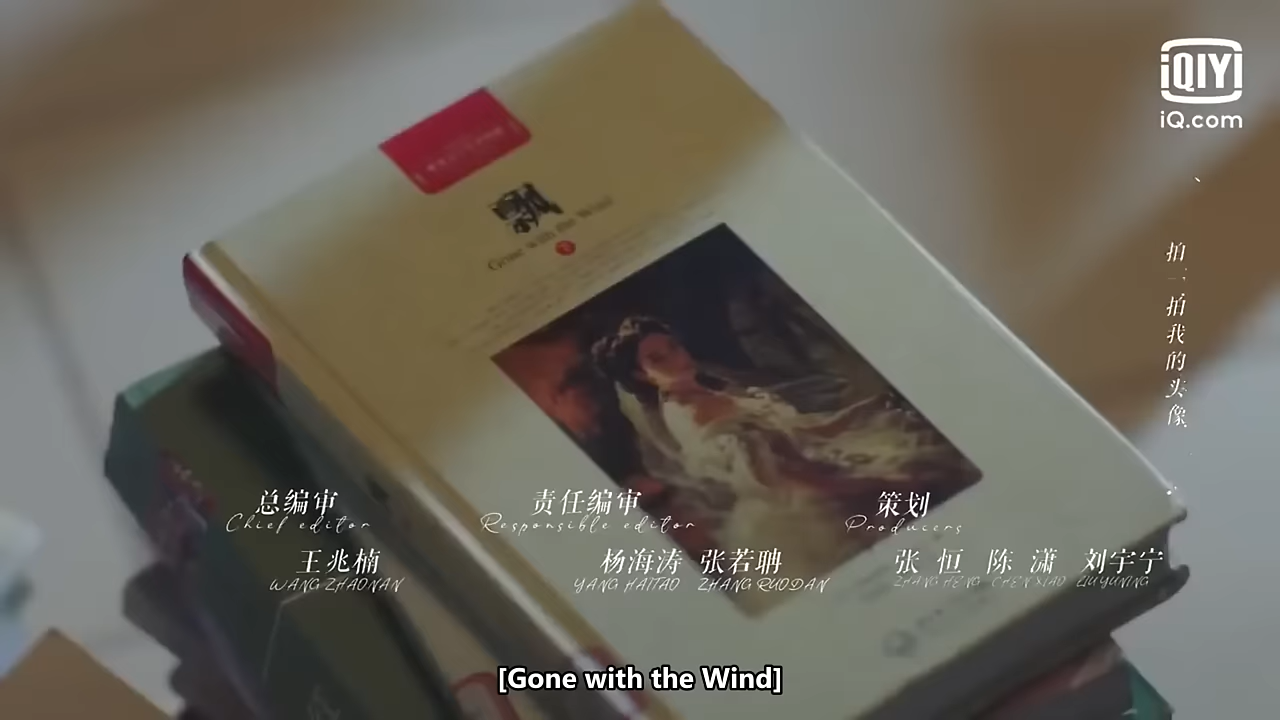 iQIYI
iQ.com
飘
Gone with the Wind
下
拍一拍我的头像
总编审
Chief editor
王兆楠
WANG ZHAONAN
责任编审
Responsible editor
杨海涛 张若聃
YANG HAITAO ZHANG RUODAN
策划
Producers
张 恒 陈 潇 刘宇宁
ZHANG HENG CHEN XIAO LIU YUNING
[Gone with the Wind]